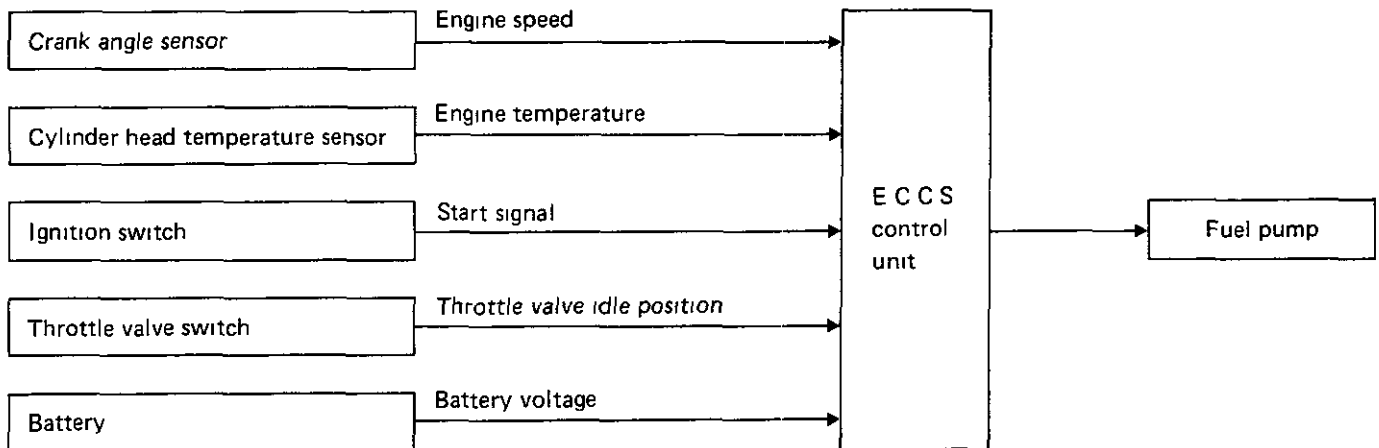 Engine speed
Crank angle sensor
Engine temperature
Cylinder head temperature sensor
Start signal
Ignition switch
Throttle valve idle position
Throttle valve switch
Battery voltage
Battery
E C C S
control
unit
Fuel pump